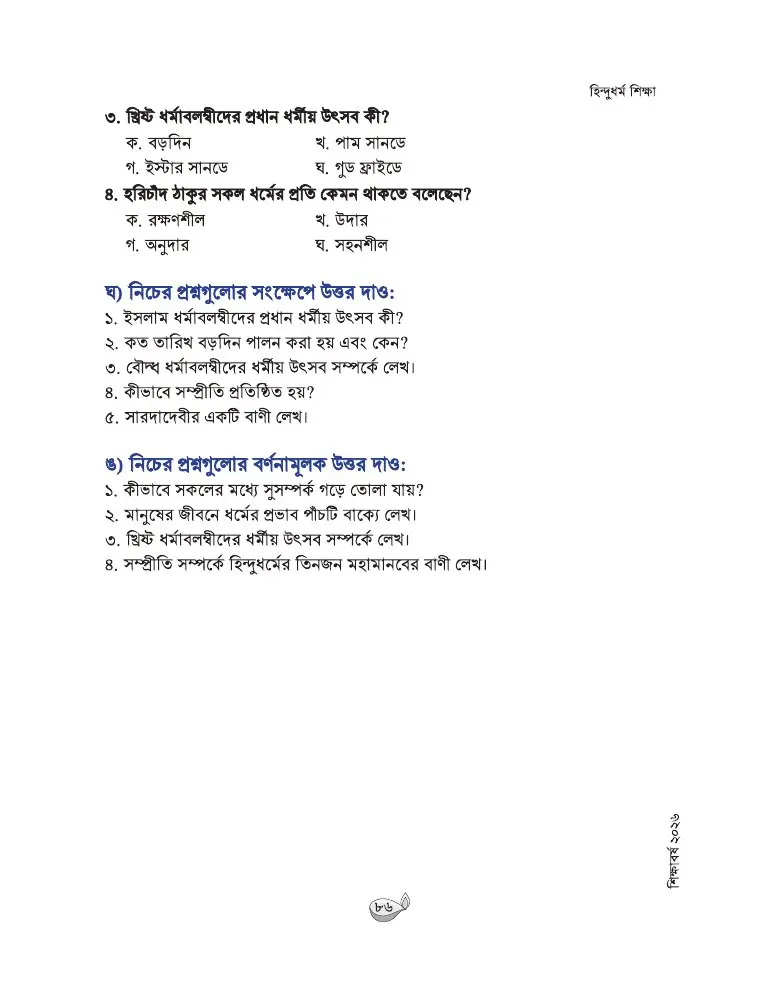 হিন্দুধর্ম শিক্ষা
৩. খ্রিষ্ট ধর্মাবলম্বীদের প্রধান ধর্মীয় উৎসব কী?
ক. বড়দিন খ. পাম সানডে
গ. ইস্টার সানডে ঘ. গুড ফ্রাইডে
৪. হরিচাঁদ ঠাকুর সকল ধর্মের প্রতি কেমন থাকতে বলেছেন?
ক. রক্ষণশীল খ. উদার
গ. অনুদার ঘ. সহনশীল
ঘ) নিচের প্রশ্নগুলোর সংক্ষেপে উত্তর দাও:
১. ইসলাম ধর্মাবলম্বীদের প্রধান ধর্মীয় উৎসব কী?
২. কত তারিখ বড়দিন পালন করা হয় এবং কেন?
৩. বৌদ্ধ ধর্মাবলম্বীদের ধর্মীয় উৎসব সম্পর্কে লেখ।
৪. কীভাবে সম্প্রীতি প্রতিষ্ঠিত হয়?
৫. সারদাদেবীর একটি বাণী লেখ।
ঙ) নিচের প্রশ্নগুলোর বর্ণনামূলক উত্তর দাও:
১. কীভাবে সকলের মধ্যে সুসম্পর্ক গড়ে তোলা যায়?
২. মানুষের জীবনে ধর্মের প্রভাব পাঁচটি বাক্যে লেখ।
৩. খ্রিষ্ট ধর্মাবলম্বীদের ধর্মীয় উৎসব সম্পর্কে লেখ।
৪. সম্প্রীতি সম্পর্কে হিন্দুধর্মের তিনজন মহামানবের বাণী লেখ।
শিক্ষাবর্ষ ২০২৬
৮৬